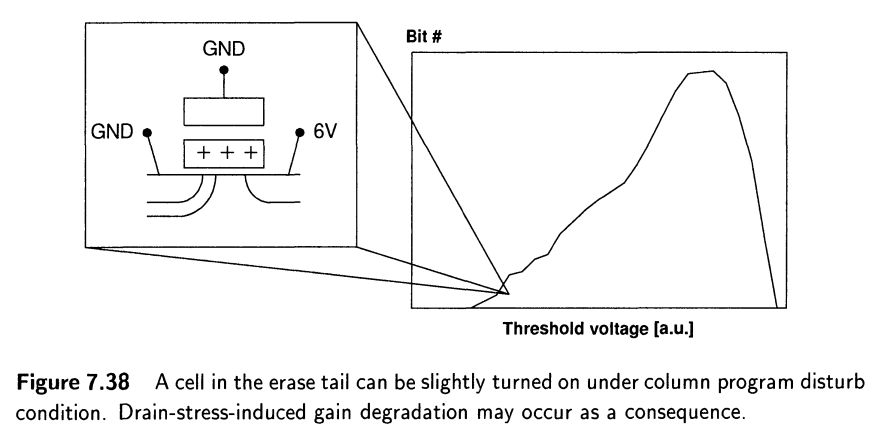 GND
GND
6V
+ + +
Bit #
Threshold voltage [a.u.]
Figure 7.38 A cell in the erase tail can be slightly turned on under column program disturb
condition. Drain-stress-induced gain degradation may occur as a consequence.